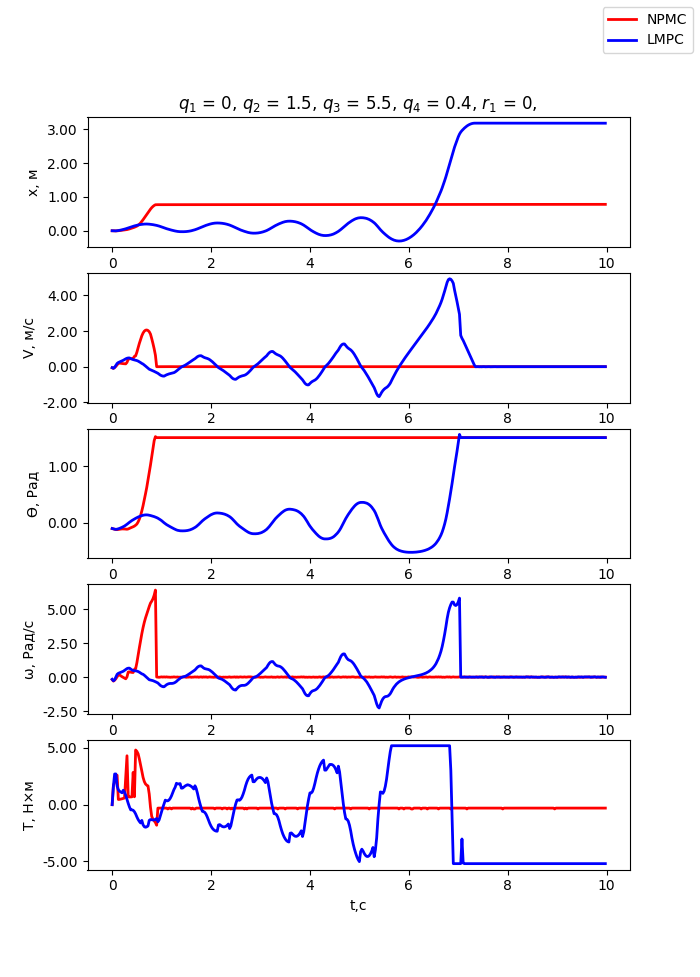 NPMC
LMPC
q₁ = 0, q₂ = 1.5, q₃ = 5.5, q₄ = 0.4, r₁ = 0,
3.00
2.00
1.00
0.00
x, м
0 2 4 6 8 10
4.00
2.00
0.00
-2.00
V, м/с
0 2 4 6 8 10
1.00
0.00
Θ, Рад
0 2 4 6 8 10
5.00
2.50
0.00
-2.50
ω, Рад/с
0 2 4 6 8 10
5.00
0.00
-5.00
T, Н×м
0 2 4 6 8 10
t,c